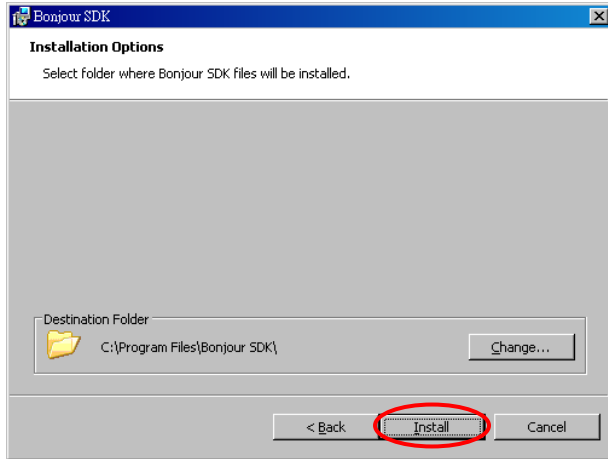 Bonjour SDK
Installation Options
Select folder where Bonjour SDK files will be installed.
Destination Folder
C:\Program Files\Bonjour SDK\
Change...
< Back
Install
Cancel